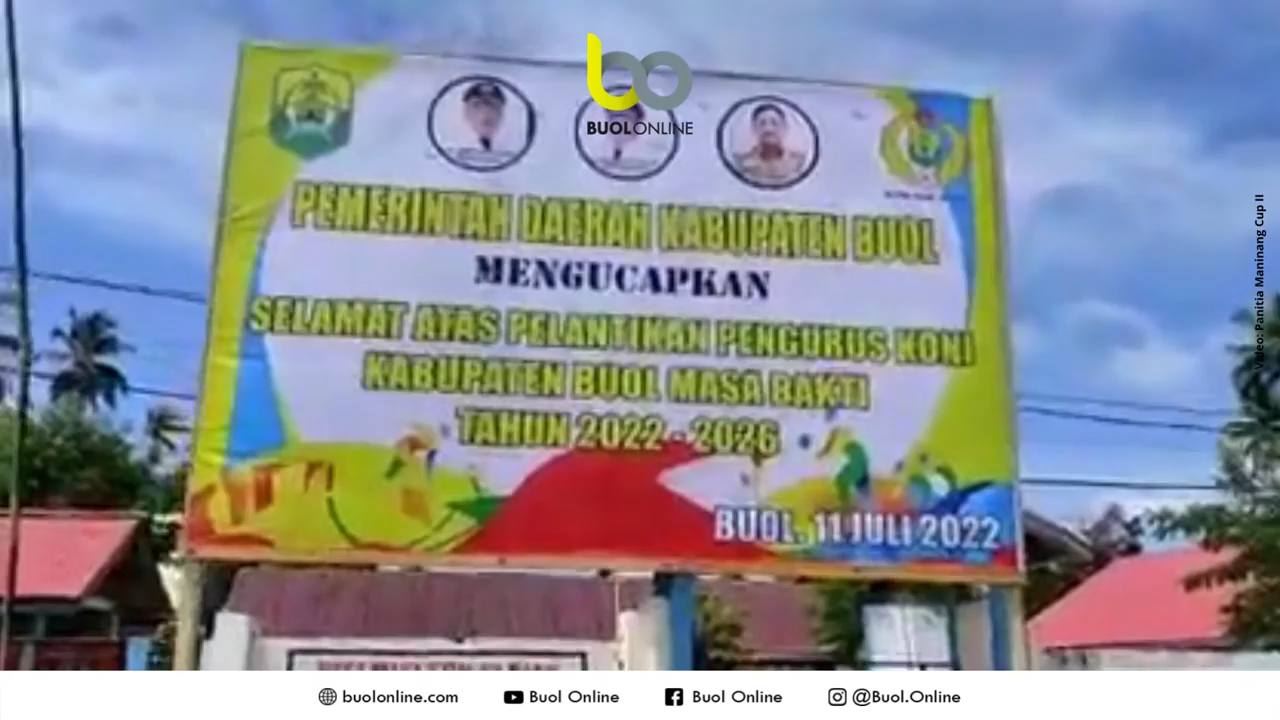 BUOLONLINE
PEMERINTAH DAERAH KABUPATEN BUOL
MENGUCAPKAN
SELAMAT ATAS PELANTIKAN PENGURUS KONI
KABUPATEN BUOL MASA BAKTI
TAHUN 2022 - 2026
BUOL, 11 JULI 2022
Video: Panitia Maninang Cup II
buolonline.com
Buol Online
Buol Online
@Buol.Online